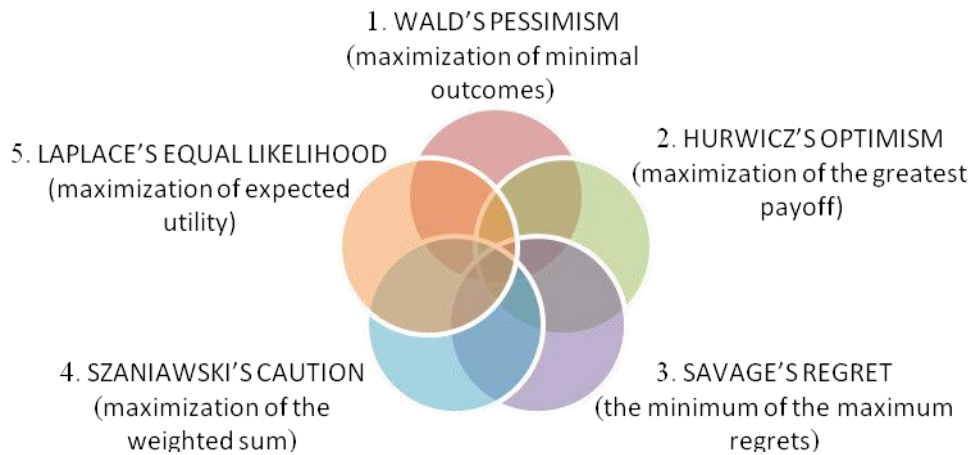 1. WALD’S PESSIMISM
(maximization of minimal
outcomes)
2. HURWICZ’S OPTIMISM
(maximization of the greatest
payoff)
3. SAVAGE’S REGRET
(the minimum of the maximum
regrets)
4. SZANIAWSKI’S CAUTION
(maximization of the
weighted sum)
5. LAPLACE’S EQUAL LIKELIHOOD
(maximization of expected
utility)